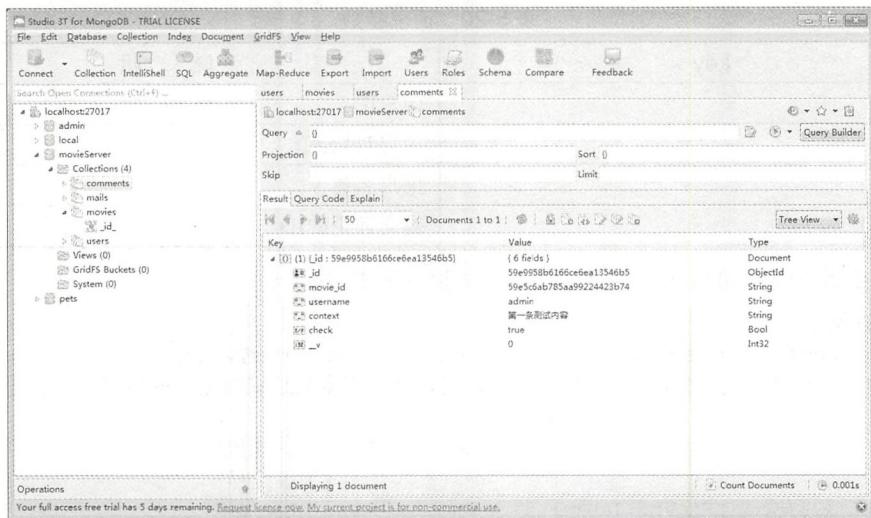 Studio 3T for MongoDB - TRIAL LICENSE
File Edit Database Collection Index Document GridFS View Help
Connect Collection IntelliShell SQL Aggregate Map-Reduce Export Import Users Roles Schema Compare Feedback
Search Open Connections (Ctrl+F) ...
users movies users comments
localhost:27017
admin
local
movieServer
Collections (4)
comments
mails
movies
_id_
users
Views (0)
GridFS Buckets (0)
System (0)
pets
localhost:27017 movieServer comments
Query {} Query Builder
Projection {} Sort {}
Skip Limit
Result Query Code Explain
50 Documents 1 to 1 Tree View
Key Value Type
(1) {_id : 59e9958b6166ce6ea13546b5} { 6 fields } Document
_id 59e9958b6166ce6ea13546b5 ObjectId
movie_id 59e5c6ab785aa99224423b74 String
username admin String
context 第一条测试内容 String
check true Bool
__v 0 Int32
Operations
Displaying 1 document Count Documents 0.001s
Your full access free trial has 5 days remaining. Request license now. My current project is for non-commercial use.